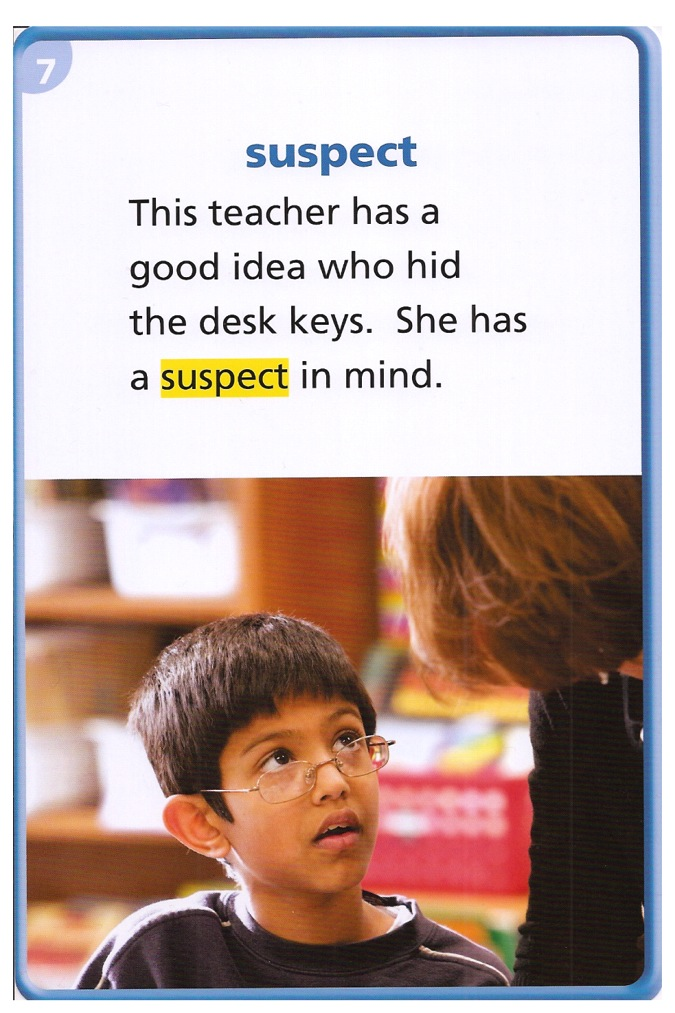 7
suspect
This teacher has a
good idea who hid
the desk keys.  She has
a suspect in mind.